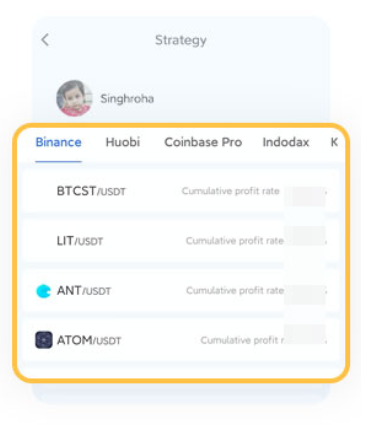 Strategy
Singhroha
Binance Huobi Coinbase Pro Indodax K
BTCST/USDT Cumulative profit rate
LIT/USDT Cumulative profit rate
ANT/USDT Cumulative profit rate
ATOM/USDT Cumulative profit r